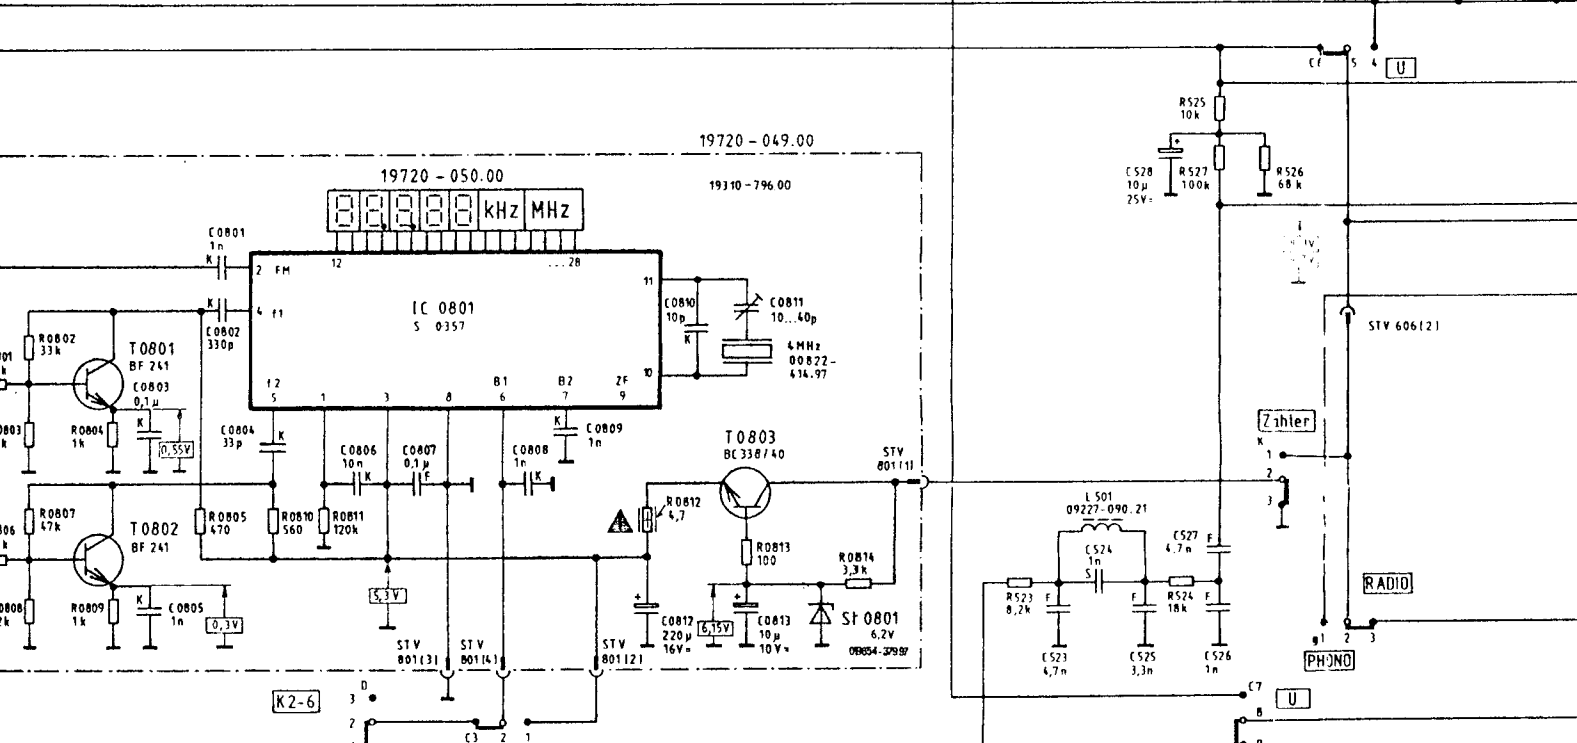 C6 5 4 U
R525
10k
19720-049.00
19720-050.00
19310-796.00
C528
10µ
25V=
R527
100k
R526
68k
kHz MHz
C0801
1n
K
12 ...28
2 FM
11
IC 0801
S 0357
K
4 f1
C0802
330p
C0810
10p
K
C0811
10...40p
STV 606(2)
R0802
33k
T0801
BF 241
4MHz
00822-
434.97
C0803
0,1µ
K
10
f2
5 1 3 8
B1
6
B2
7
ZF
9
Zähler
K
1
2
3
R0804
1k
0,55V
C0804
33p
K
C0806
10n
K
C0807
0,1µ
F
C0808
1n
K
K
C0809
1n
T0803
BC338/40
STV
801(1)
R0807
47k
T0802
BF 241
R0805
470
R0810
560
R0811
120k
R0812
4,7
L501
09227-090.21
C524
1n
S
C527
4,7n
F
R0813
100
R0814
3,3k
R0809
1k
K
C0805
1n
0,3V
5,3V
C0812
220µ
16V=
6,15V
C0813
10µ
10V=
St 0801
6,2V
R523
8,2k
F
F
R524
18k
F
RADIO
1 2 3
C523
4,7n
C525
3,3n
C526
1n
PHONO
STV
801(3)
STV
801(4)
STV
801(2)
K2-6
D
3
2
C3 2 1
C7
U
8